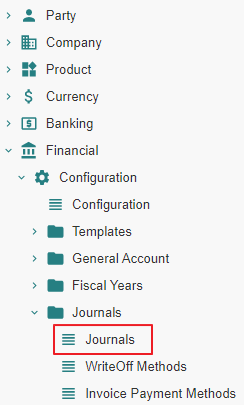 Party
Company
Product
Currency
Banking
Financial
Configuration
Configuration
Templates
General Account
Fiscal Years
Journals
Journals
WriteOff Methods
Invoice Payment Methods